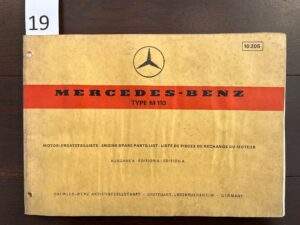 19
10 205
MERCEDES-BENZ
TYPE M 110
MOTOR-ERSATZTEILLISTE · ENGINE SPARE PARTS LIST · LISTE DE PIECES DE RECHANGE DU MOTEUR
AUSGABE A · EDITION A · EDITION A
DAIMLER-BENZ AKTIENGESELLSCHAFT · STUTTGART-UNTERTÜRKHEIM · GERMANY